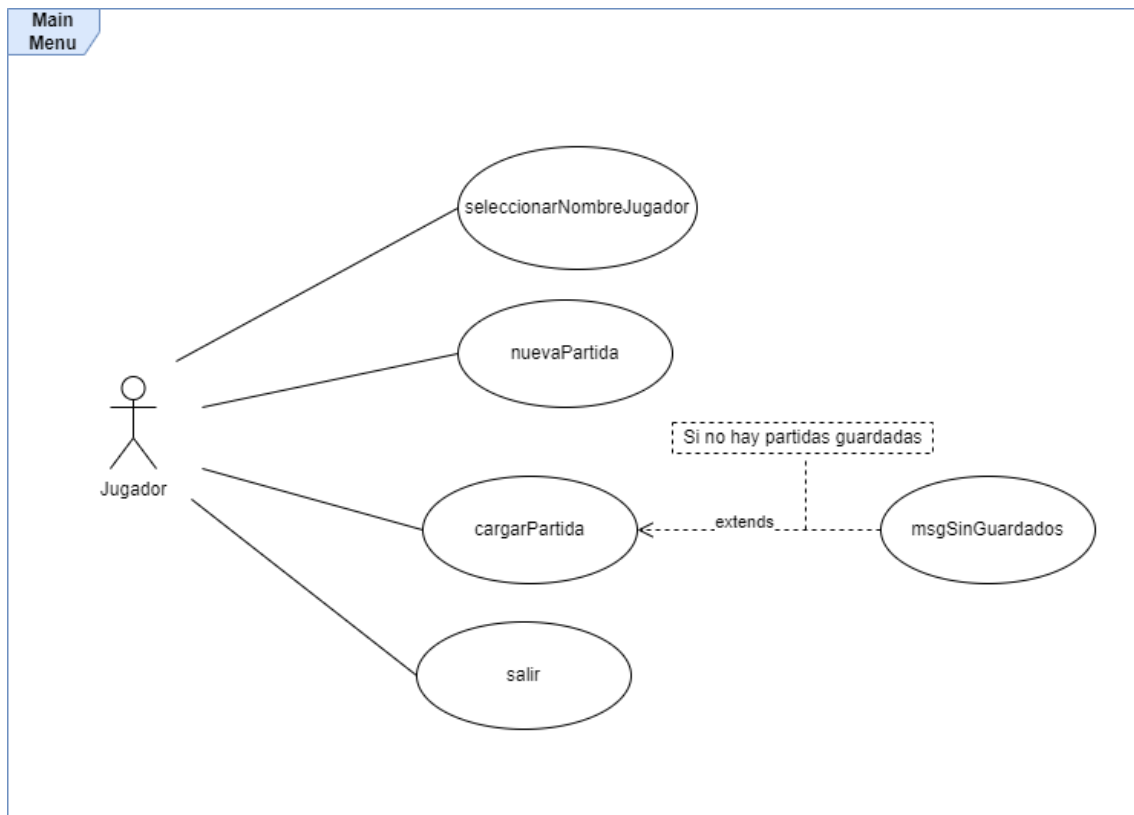 Main
Menu
seleccionarNombreJugador
nuevaPartida
Si no hay partidas guardadas
Jugador
cargarPartida
extends
msgSinGuardados
salir